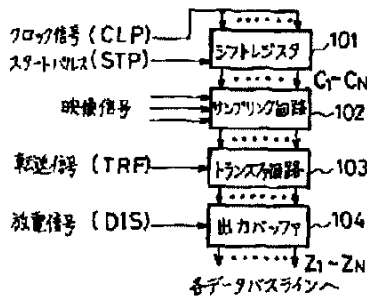 クロック信号(CLP)
スタートパルス(STP)
シフトレジスタ
101
C1~CN
映像信号
サンプリング回路
102
転送信号(TRF)
トランスファ回路
103
放電信号(DIS)
出力バッファ
104
Z1~ZN
各データバスラインへ